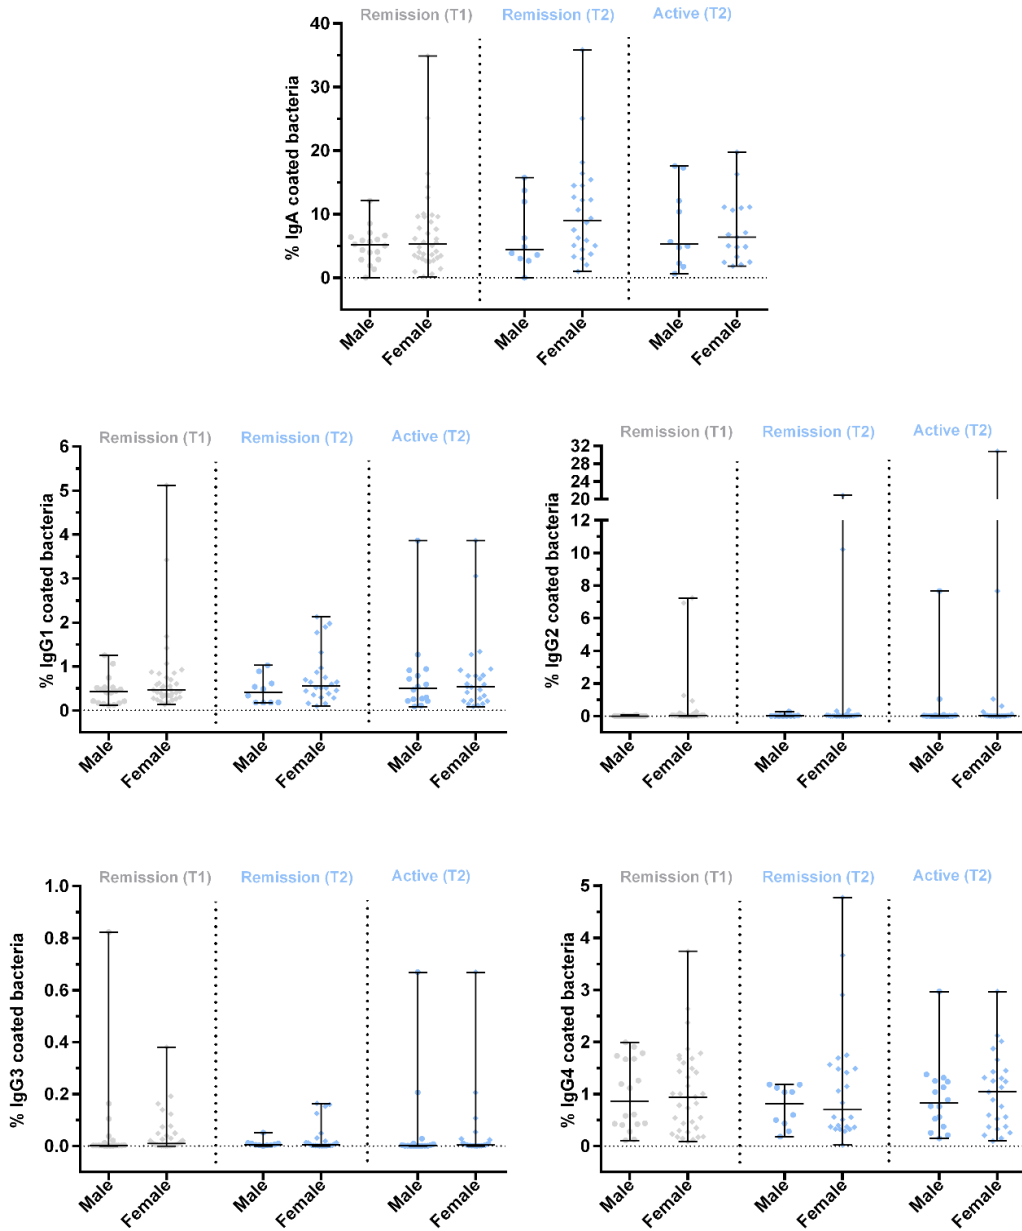 Remission (T1) Remission (T2) Active (T2)
% IgA coated bacteria
40
30
20
10
0
Male Female Male Female Male Female
Remission (T1) Remission (T2) Active (T2)
% IgG1 coated bacteria
6
5
4
3
2
1
0
Male Female Male Female Male Female
Remission (T1) Remission (T2) Active (T2)
% IgG2 coated bacteria
32
28
24
20
12
10
8
6
4
2
0
Male Female Male Female Male Female
Remission (T1) Remission (T2) Active (T2)
% IgG3 coated bacteria
1.0
0.8
0.6
0.4
0.2
0.0
Male Female Male Female Male Female
Remission (T1) Remission (T2) Active (T2)
% IgG4 coated bacteria
5
4
3
2
1
0
Male Female Male Female Male Female